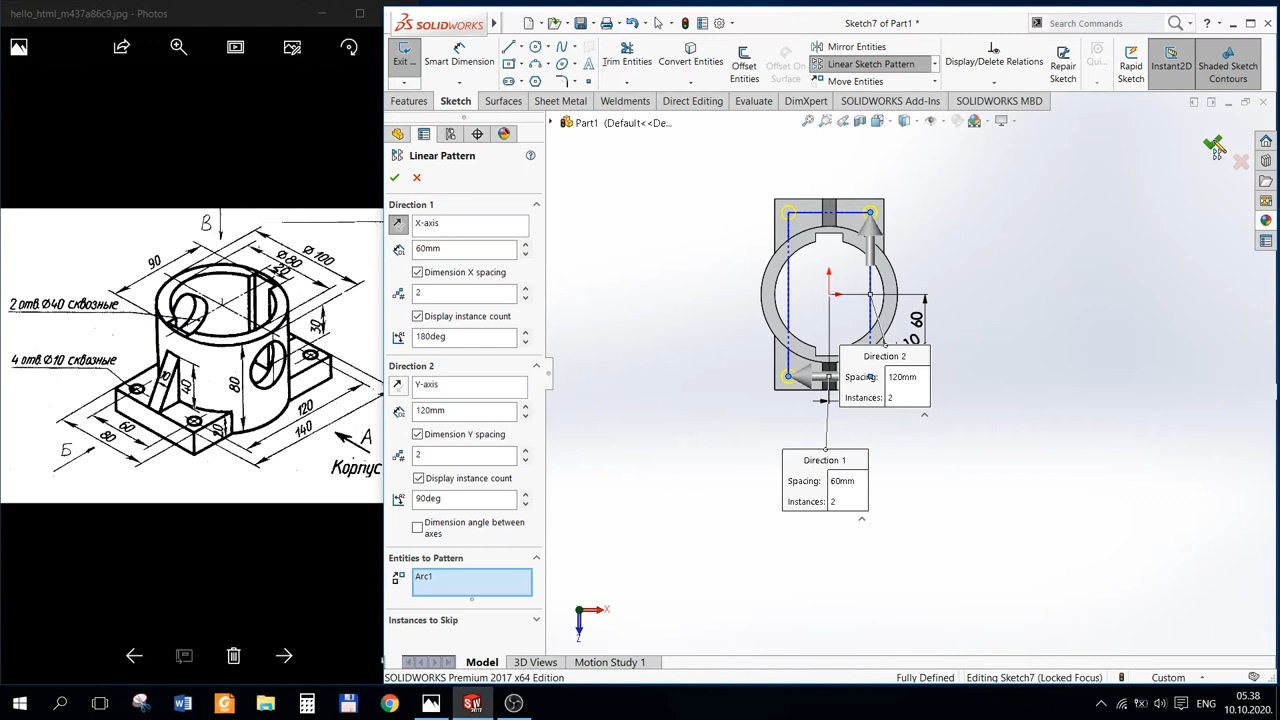 hello_html_m437a86c9.jpg - Photos
В
Ø 100
Ø80
20
90
2 отв. Ø40 сквозные
30
4 отв. Ø10 сквозные
18
40
80
20
60
80
120
140
Б
А
Корпус
SOLIDWORKS
Sketch7 of Part1 *
Search Commands
Exit ...
Smart Dimension
Trim Entities
Convert Entities
Offset Entities
Offset On Surface
Mirror Entities
Linear Sketch Pattern
Move Entities
Display/Delete Relations
Repair Sketch
Qui...
Rapid Sketch
Instant2D
Shaded Sketch Contours
Features
Sketch
Surfaces
Sheet Metal
Weldments
Direct Editing
Evaluate
DimXpert
SOLIDWORKS Add-Ins
SOLIDWORKS MBD
Part1 (Default<<De...
Linear Pattern
Direction 1
X-axis
60mm
Dimension X spacing
2
Display instance count
180deg
Direction 2
Y-axis
120mm
Dimension Y spacing
2
Display instance count
90deg
Dimension angle between
axes
Entities to Pattern
Arc1
Instances to Skip
60
10
Direction 2
Spacing: 120mm
Instances: 2
Direction 1
Spacing: 60mm
Instances: 2
X
Z
Model
3D Views
Motion Study 1
SOLIDWORKS Premium 2017 x64 Edition
Fully Defined
Editing Sketch7 (Locked Focus)
Custom
ENG
05.38
10.10.2020.